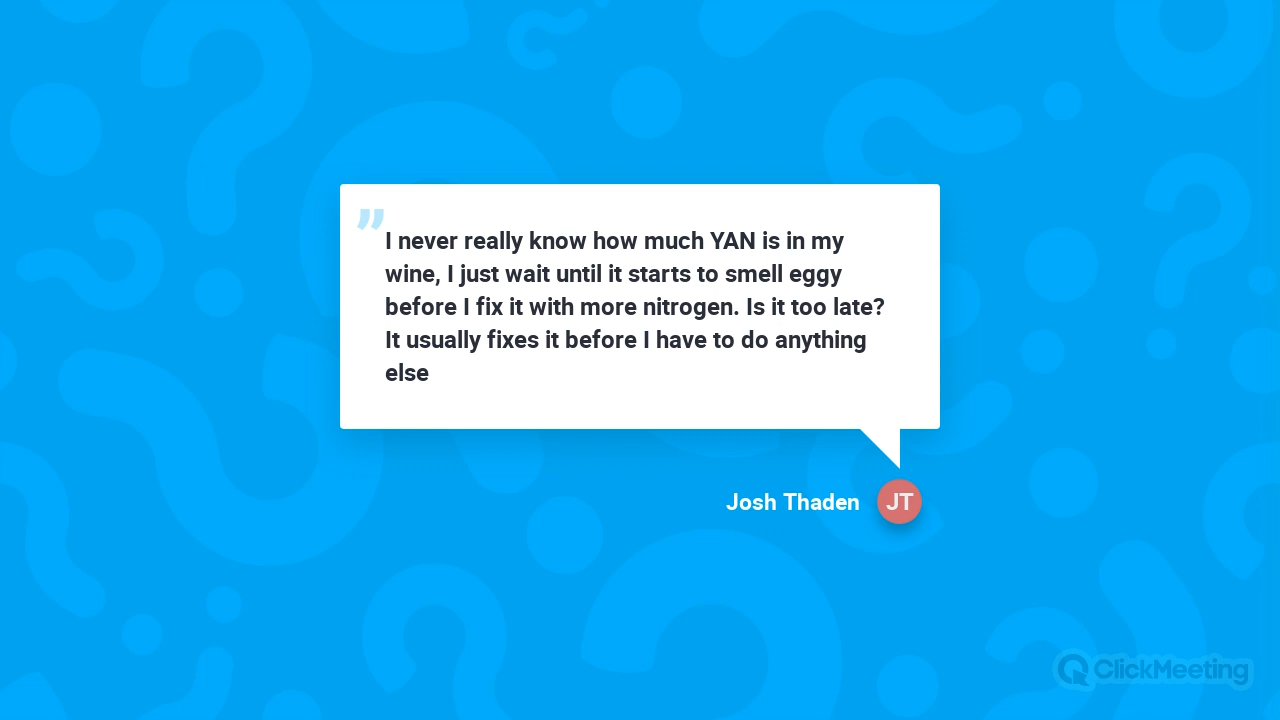 I never really know how much YAN is in my
wine, I just wait until it starts to smell eggy
before I fix it with more nitrogen. Is it too late?
It usually fixes it before I have to do anything
else
Josh Thaden
JT
ClickMeeting